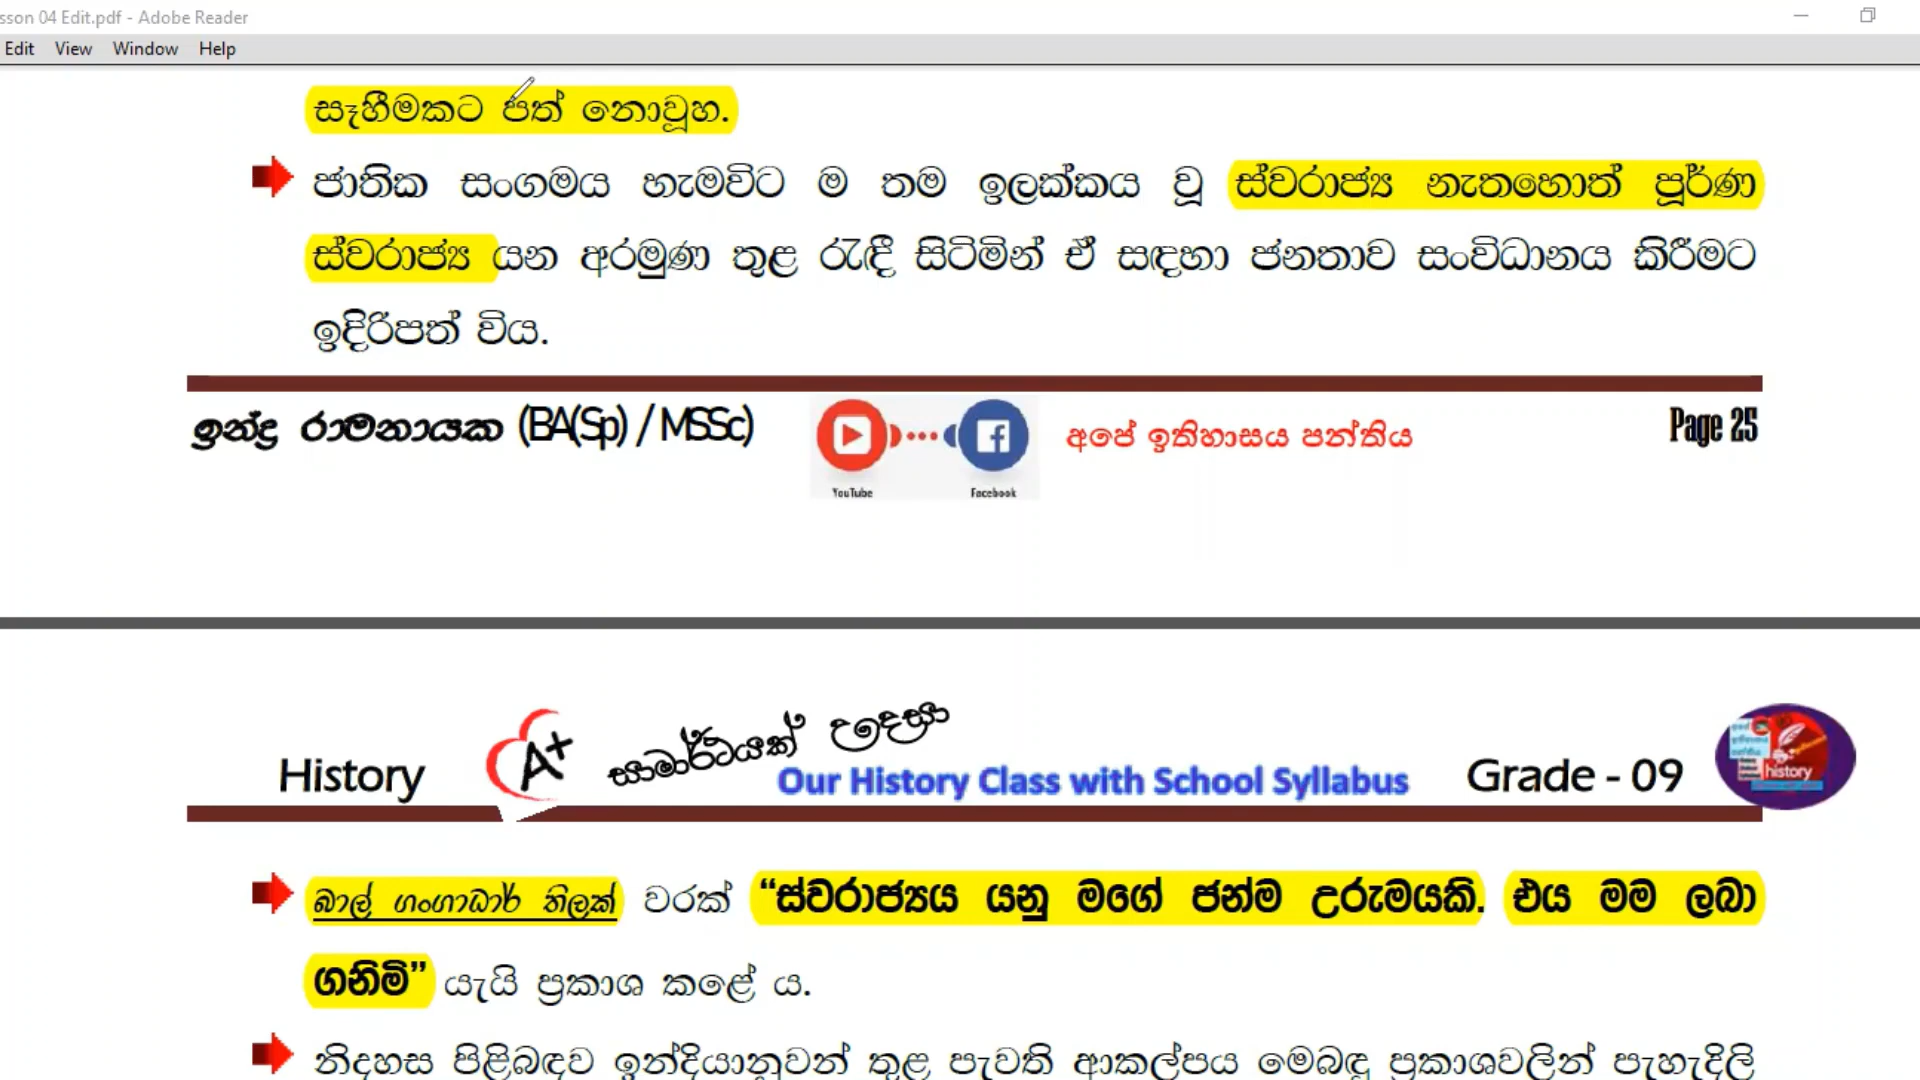 sson 04 Edit.pdf - Adobe Reader
Edit View Window Help
සෑහීමකට පත් නොවූහ.
ජාතික සංගමය හැමවිට ම තම ඉලක්කය වූ ස්වරාජ්‍ය නැතහොත් පූර්ණ
ස්වරාජ්‍ය යන අරමුණ තුළ රැඳී සිටිමින් ඒ සඳහා ජනතාව සංවිධානය කිරීමට
ඉදිරිපත් විය.
ඉන්ද්‍ර රාමනායක (BA(Sp) / MSSc)
YouTube Facebook
අපේ ඉතිහාසය පන්තිය
Page 25
History
A+
සාමාර්ථයක් උදෙසා
Our History Class with School Syllabus
Grade - 09
history
බාල් ගංගාධාර් තිලක් වරක් “ස්වරාජ්‍යය යනු මගේ ජන්ම උරුමයකි. එය මම ලබා
ගනිමි” යැයි ප්‍රකාශ කළේ ය.
නිදහස පිළිබඳව ඉන්දියානුවන් තුළ පැවති ආකල්පය මෙබඳු ප්‍රකාශවලින් පැහැදිලි